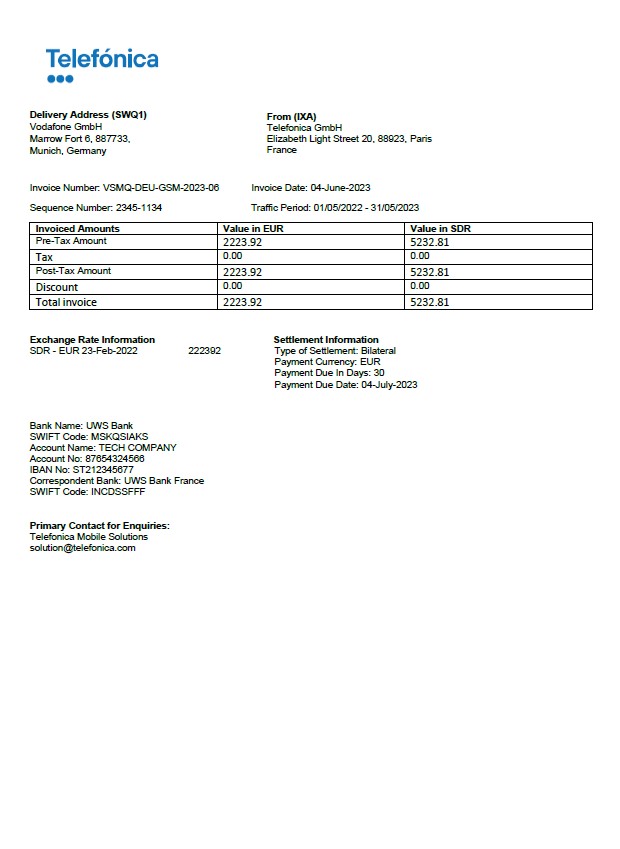 Telefónica
Delivery Address (SWQ1)
Vodafone GmbH
Marrow Fort 6, 887733,
Munich, Germany
From (IXA)
Telefonica GmbH
Elizabeth Light Street 20, 88923, Paris
France
Invoice Number: VSMQ-DEU-GSM-2023-06 Invoice Date: 04-June-2023
Sequence Number: 2345-1134 Traffic Period: 01/05/2022 - 31/05/2023
Invoiced Amounts Value in EUR Value in SDR
Pre-Tax Amount 2223.92 5232.81
Tax 0.00 0.00
Post-Tax Amount 2223.92 5232.81
Discount 0.00 0.00
Total invoice 2223.92 5232.81
Exchange Rate Information
SDR - EUR 23-Feb-2022 222392
Settlement Information
Type of Settlement: Bilateral
Payment Currency: EUR
Payment Due In Days: 30
Payment Due Date: 04-July-2023
Bank Name: UWS Bank
SWIFT Code: MSKQSIAKS
Account Name: TECH COMPANY
Account No: 87654324566
IBAN No: ST212345677
Correspondent Bank: UWS Bank France
SWIFT Code: INCDSSFFF
Primary Contact for Enquiries:
Telefonica Mobile Solutions
solution@telefonica.com